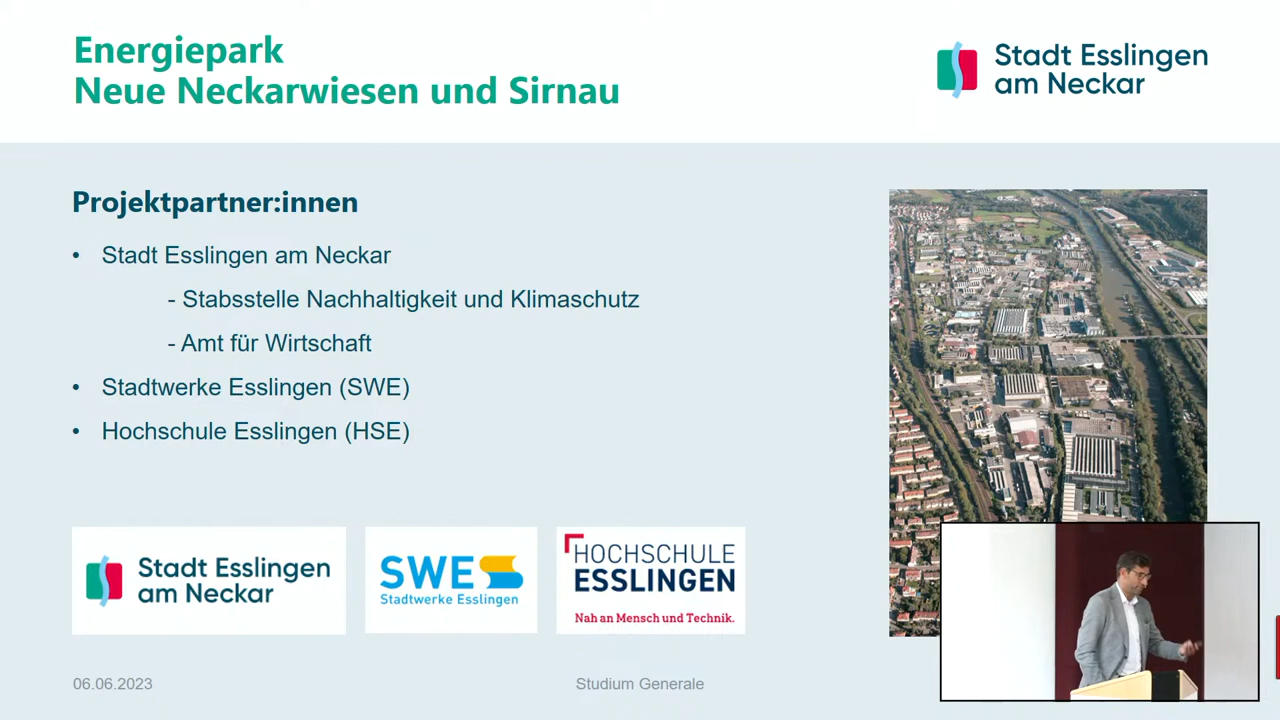 Energiepark
Neue Neckarwiesen und Sirnau
Stadt Esslingen
am Neckar
Projektpartner:innen
• Stadt Esslingen am Neckar
- Stabsstelle Nachhaltigkeit und Klimaschutz
- Amt für Wirtschaft
• Stadtwerke Esslingen (SWE)
• Hochschule Esslingen (HSE)
Stadt Esslingen
am Neckar
SWE
Stadtwerke Esslingen
HOCHSCHULE
ESSLINGEN
Nah an Mensch und Technik.
06.06.2023
Studium Generale